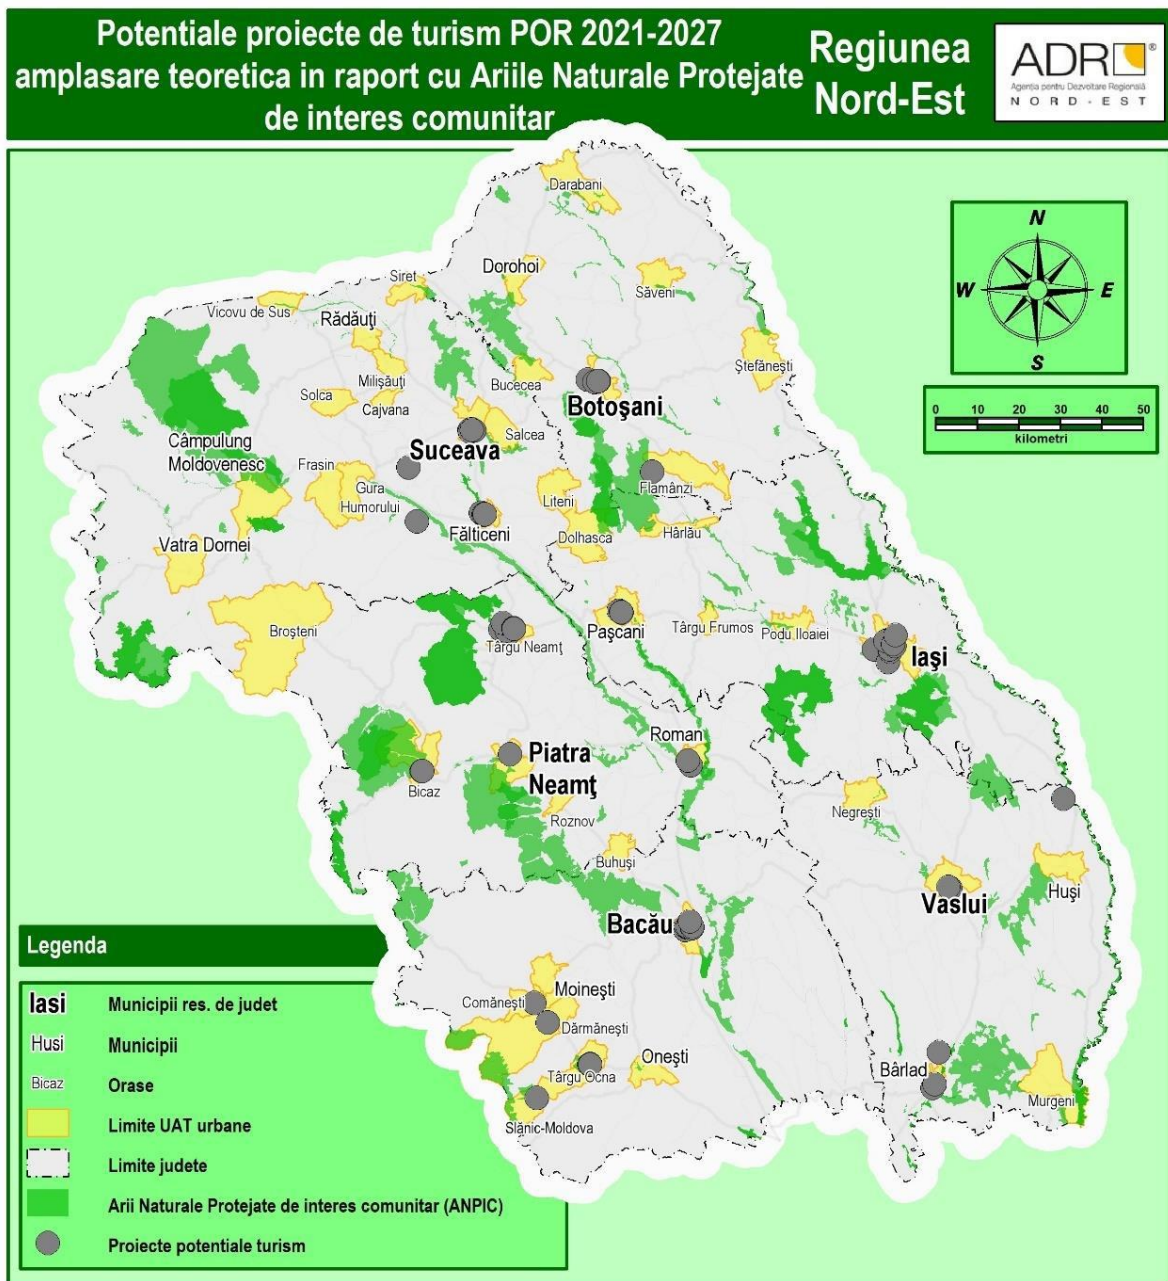 Potentiale proiecte de turism POR 2021-2027
amplasare teoretica in raport cu Ariile Naturale Protejate
de interes comunitar
Regiunea
Nord-Est
ADR
®
Agenția pentru Dezvoltare Regională
NORD-EST
Darabani
N
W
E
S
Dorohoi
Siret
Săveni
Vicovu de Sus
Rădăuţi
Milişăuţi
Bucecea
Ştefăneşti
Solca
Cajvana
Botoşani
0 10 20 30 40 50
kilometri
Câmpulung
Moldovenesc
Suceava
Salcea
Frasin
Gura
Humorului
Flamânzi
Liteni
Fălticeni
Hârlău
Dolhasca
Vatra Dornei
Broşteni
Târgu Neamţ
Paşcani
Târgu Frumos
Podu Iloaiei
Iaşi
Roman
Piatra
Neamţ
Bicaz
Roznov
Negreşti
Buhuşi
Huşi
Vaslui
Bacău
Moineşti
Comăneşti
Dărmăneşti
Oneşti
Târgu Ocna
Slănic-Moldova
Bârlad
Murgeni
Legenda
Iasi Municipii res. de judet
Husi Municipii
Bicaz Orase
Limite UAT urbane
Limite judete
Arii Naturale Protejate de interes comunitar (ANPIC)
Proiecte potentiale turism